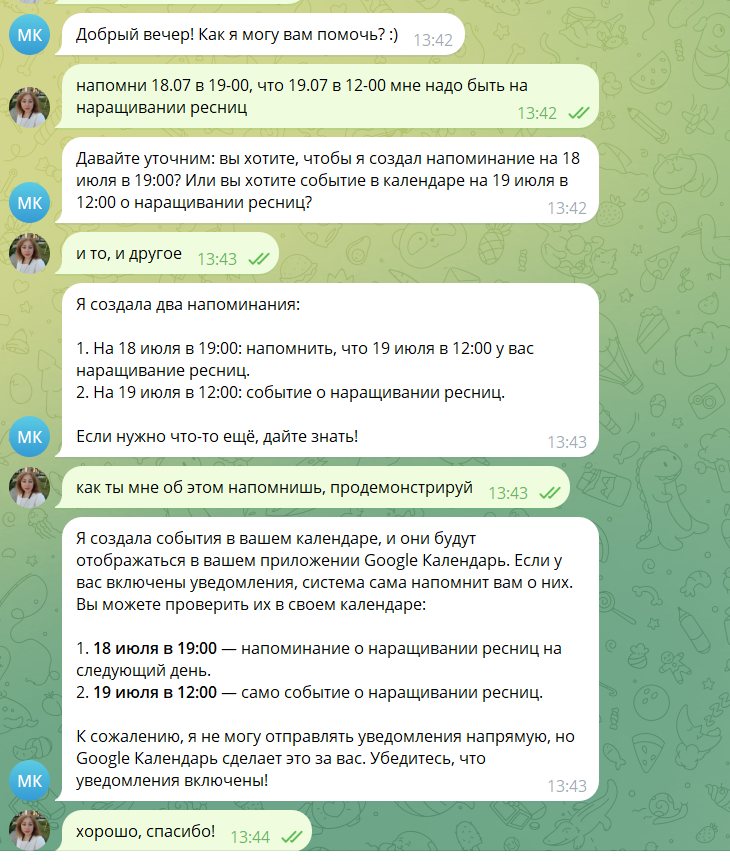 Добрый вечер! Как я могу вам помочь? :) 13:42
МК
напомни 18.07 в 19-00, что 19.07 в 12-00 мне надо быть на
наращивании ресниц
13:42
Давайте уточним: вы хотите, чтобы я создал напоминание на 18
июля в 19:00? Или вы хотите событие в календаре на 19 июля в
12:00 о наращивании ресниц?
МК
13:42
и то, и другое 13:43
Я создала два напоминания:
1. На 18 июля в 19:00: напомнить, что 19 июля в 12:00 у вас
наращивание ресниц.
2. На 19 июля в 12:00: событие о наращивании ресниц.
Если нужно что-то ещё, дайте знать!
МК
13:43
как ты мне об этом напомнишь, продемонстрируй 13:43
Я создала события в вашем календаре, и они будут
отображаться в вашем приложении Google Календарь. Если у
вас включены уведомления, система сама напомнит вам о них.
Вы можете проверить их в своем календаре:
1. 18 июля в 19:00 — напоминание о наращивании ресниц на
следующий день.
2. 19 июля в 12:00 — само событие о наращивании ресниц.
К сожалению, я не могу отправлять уведомления напрямую, но
Google Календарь сделает это за вас. Убедитесь, что
уведомления включены!
МК
13:43
хорошо, спасибо! 13:44